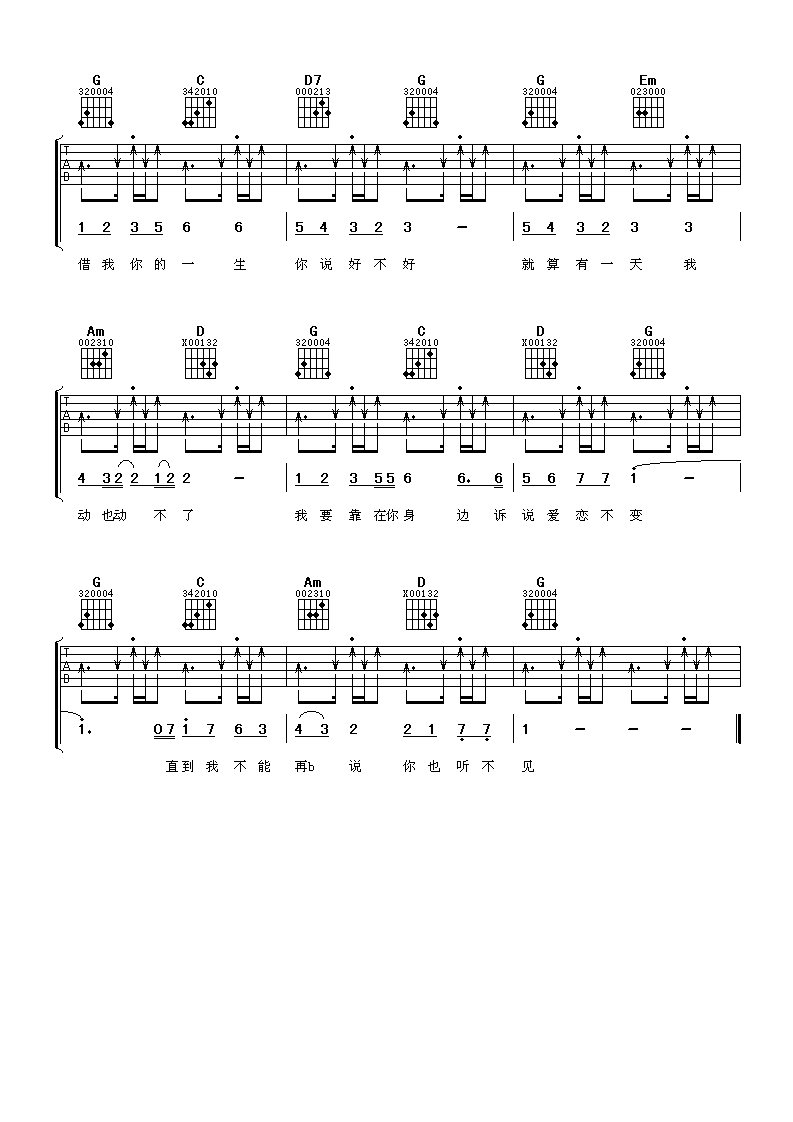 G C D7 G G Em
320004 342010 000213 320004 320004 023000
T
A
B
1 2 3 5 6 6 5 4 3 2 3 - 5 4 3 2 3 3
借我你的一生 你说好不好 就算有一天我
Am D G C D G
002310 X00132 320004 342010 X00132 320004
T
A
B
4 3 2 2 1 2 2 - 1 2 3 5 5 6 6. 6 5 6 7 7 1 -
动也动不了 我要靠在你身边诉说爱恋不变
G C Am D G
320004 342010 002310 X00132 320004
T
A
B
1. 0 7 1 7 6 3 4 3 2 2 1 7 7 1 - - -
直到我不能再b说你也听不见